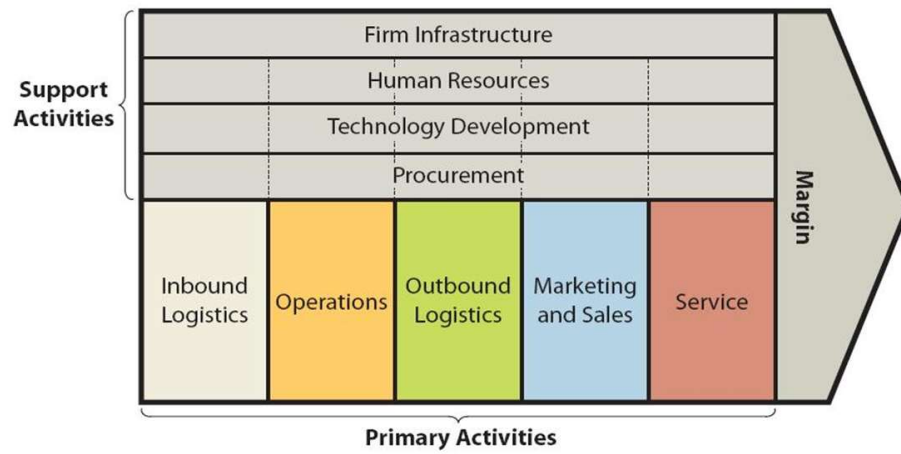 Firm Infrastructure
Human Resources
Support
Activities
Technology Development
Procurement
Margin
Inbound
Logistics
Operations
Outbound
Logistics
Marketing
and Sales
Service
Primary Activities